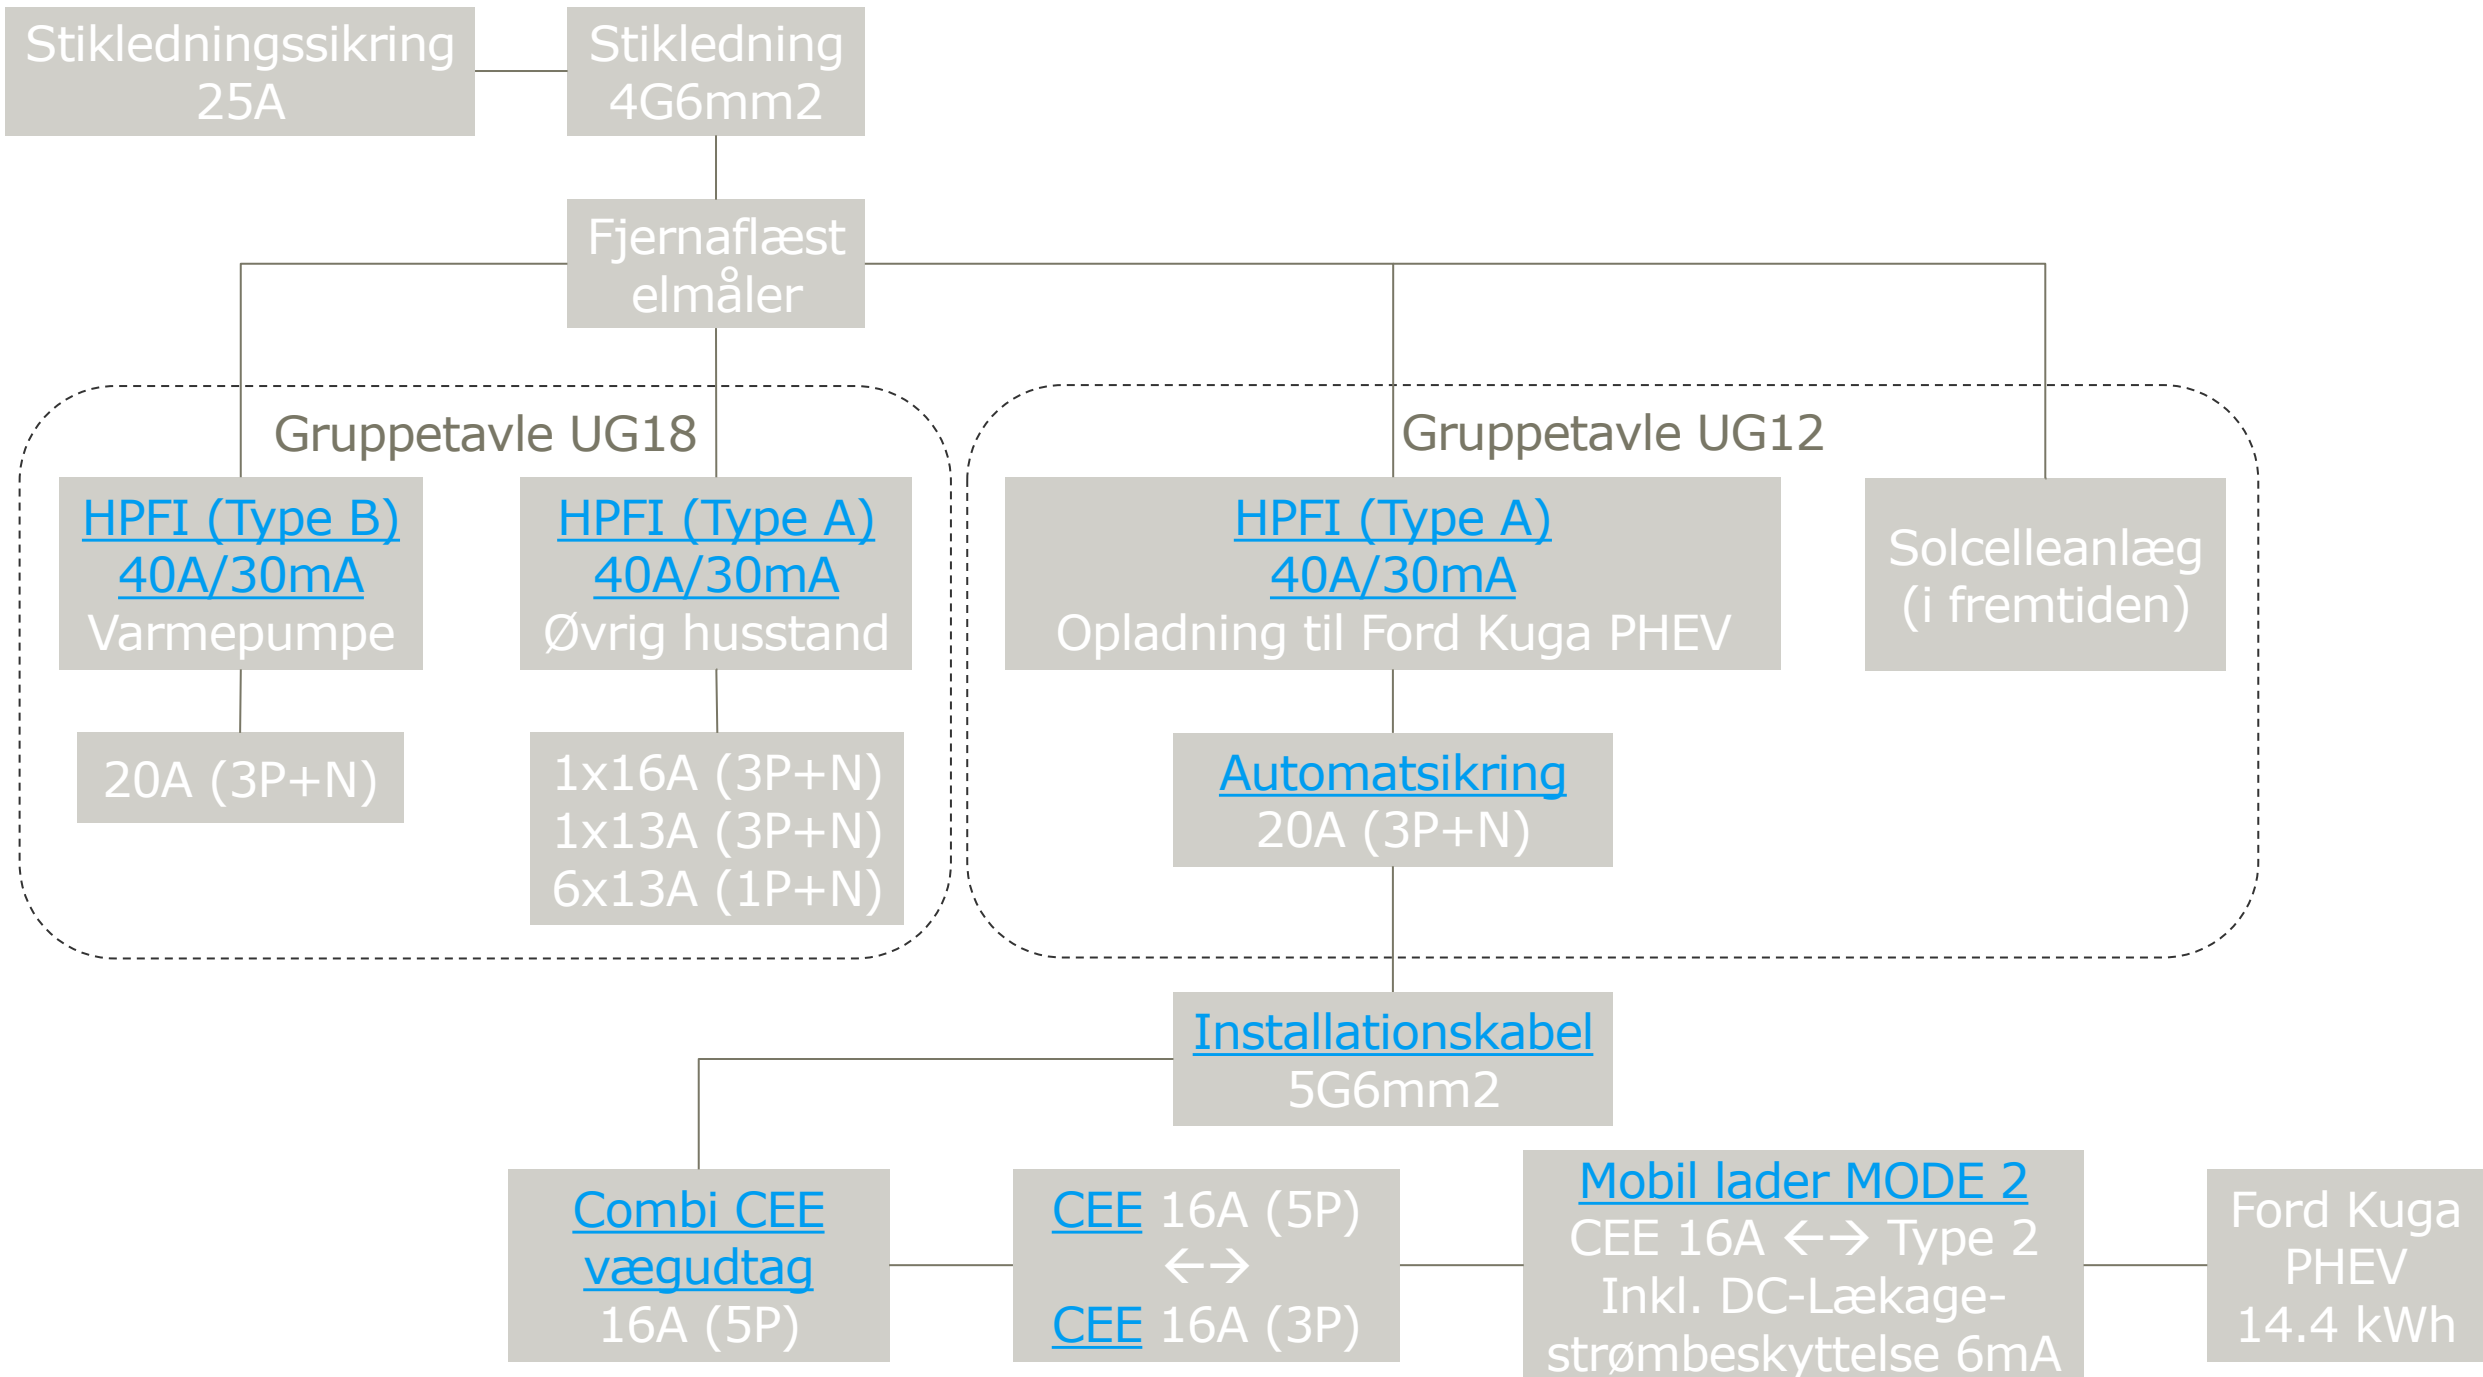 Stikledningssikring
25A
Stikledning
4G6mm2
Fjernaflæst
elmåler
Gruppetavle UG18
HPFI (Type B)
40A/30mA
Varmepumpe
20A (3P+N)
HPFI (Type A)
40A/30mA
Øvrig husstand
1x16A (3P+N)
1x13A (3P+N)
6x13A (1P+N)
Gruppetavle UG12
HPFI (Type A)
40A/30mA
Opladning til Ford Kuga PHEV
Automatsikring
20A (3P+N)
Solcelleanlæg
(i fremtiden)
Installationskabel
5G6mm2
Combi CEE
vægudtag
16A (5P)
CEE 16A (5P)
←→
CEE 16A (3P)
Mobil lader MODE 2
CEE 16A ←→ Type 2
Inkl. DC-Lækage-
strømbeskyttelse 6mA
Ford Kuga
PHEV
14.4 kWh